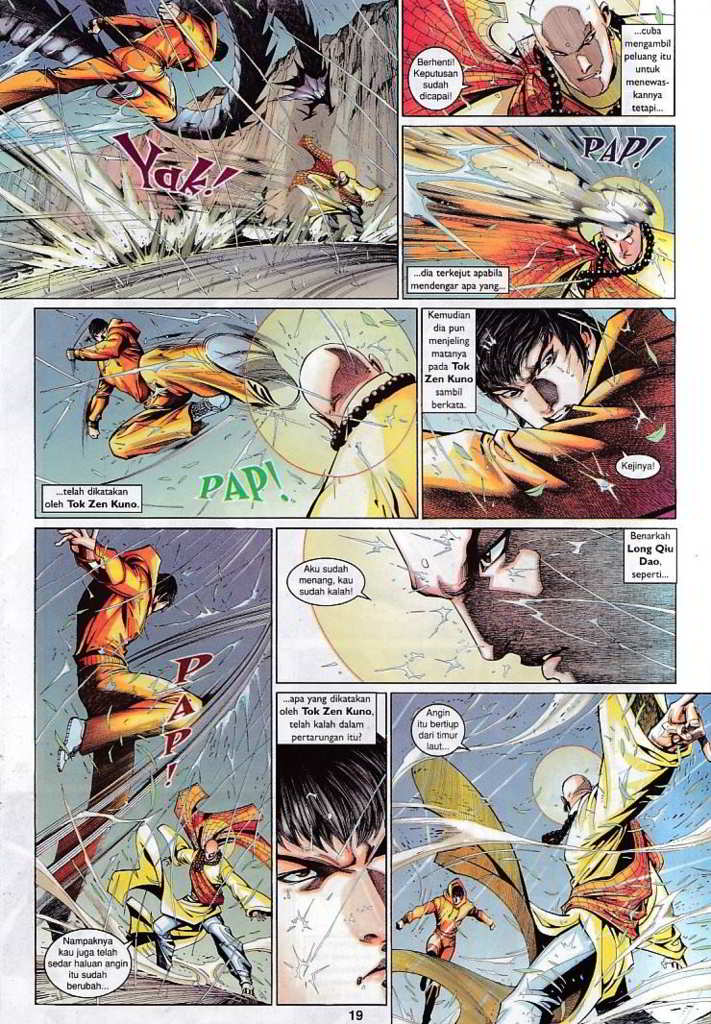 Yak!
Berhenti!
Keputusan
sudah
dicapai!
...cuba
mengambil
peluang itu
untuk
menewas-
kannya
tetapi...
PAP!
...dia terkejut apabila
mendengar apa yang...
...telah dikatakan
oleh Tok Zen Kuno.
PAP!
Kemudian
dia pun
menjeling
matanya
pada Tok
Zen Kuno
sambil
berkata.
Kejinya!
PAP!
Nampaknya
kau juga telah
sedar haluan angin
itu sudah
berubah...
Aku sudah
menang, kau
sudah kalah!
Benarkah
Long Qiu
Dao,
seperti...
...apa yang dikatakan
oleh Tok Zen Kuno,
telah kalah dalam
pertarungan itu?
Angin
itu bertiup
dari timur
laut...
19